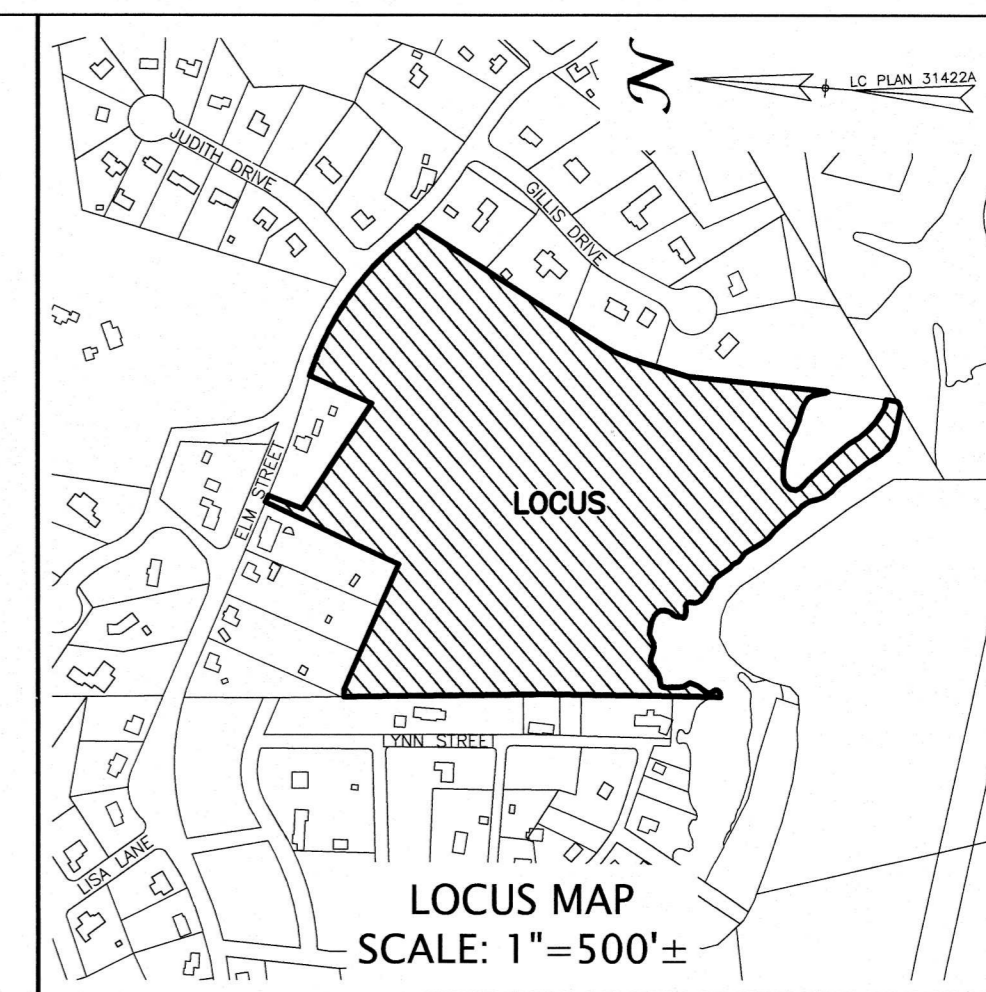 N
LC PLAN 31422A
JUDITH DRIVE
GILLIS DRIVE
ELM STREET
LOCUS
LYNN STREET
LISA LANE
LOCUS MAP
SCALE: 1"=500'±